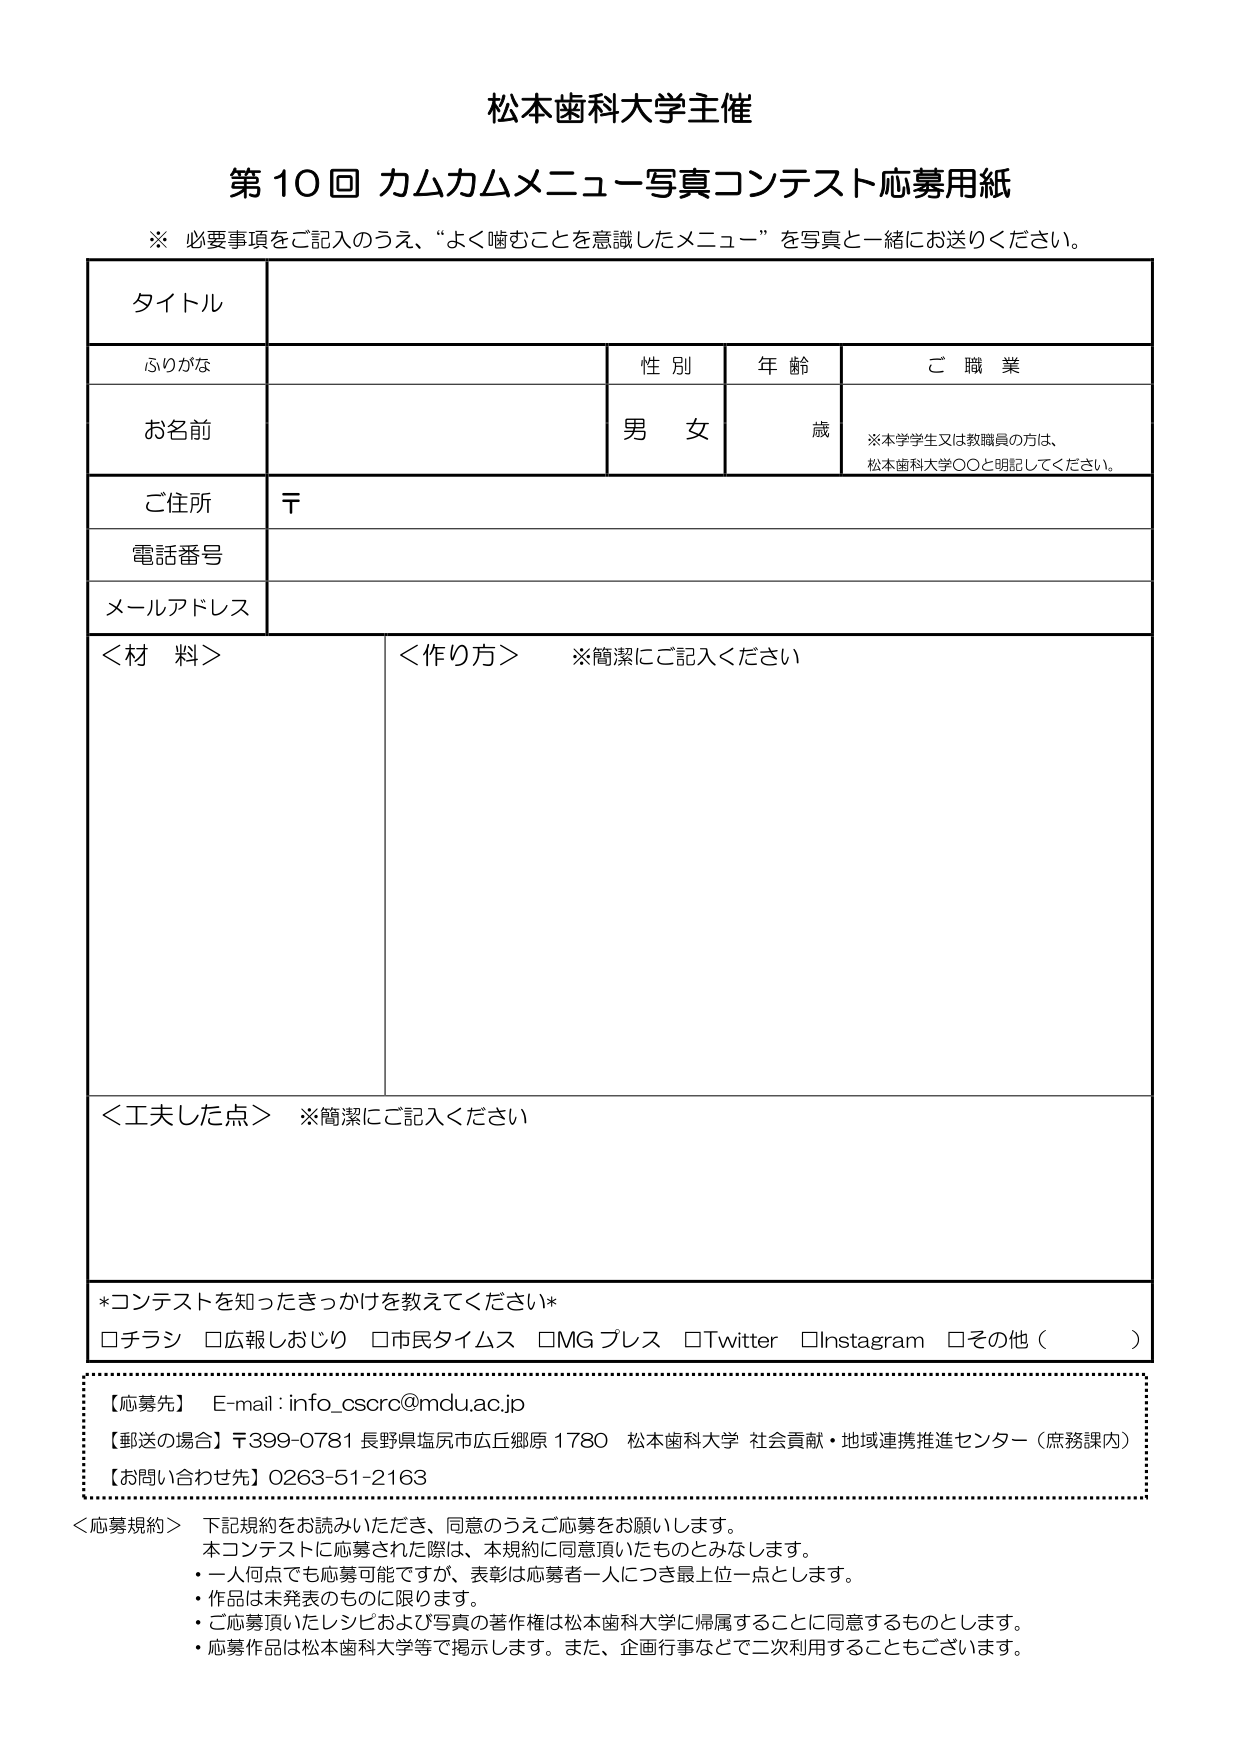 松本歯科大学主催
第10回 カムカムメニュー写真コンテスト応募用紙
※ 必要事項をご記入のうえ、“よく噛むことを意識したメニュー”を写真と一緒にお送りください。
タイトル
ふりがな 性 別 年 齢 ご 職 業
お名前 男 女 歳
※本学学生又は教職員の方は、
松本歯科大学〇〇と明記してください。
ご住所 〒
電話番号
メールアドレス
＜材 料＞ ＜作り方＞ ※簡潔にご記入ください
＜工夫した点＞ ※簡潔にご記入ください
*コンテストを知ったきっかけを教えてください*
□チラシ □広報しおじり □市民タイムス □MGプレス □Twitter □Instagram □その他（ ）
【応募先】 E-mail：info_cscrc@mdu.ac.jp
【郵送の場合】〒399-0781 長野県塩尻市広丘郷原1780 松本歯科大学 社会貢献・地域連携推進センター（庶務課内）
【お問い合わせ先】0263-51-2163
＜応募規約＞ 下記規約をお読みいただき、同意のうえご応募をお願いします。
本コンテストに応募された際は、本規約に同意頂いたものとみなします。
・一人何点でも応募可能ですが、表彰は応募者一人につき最上位一点とします。
・作品は未発表のものに限ります。
・ご応募頂いたレシピおよび写真の著作権は松本歯科大学に帰属することに同意するものとします。
・応募作品は松本歯科大学等で掲示します。また、企画行事などで二次利用することもございます。